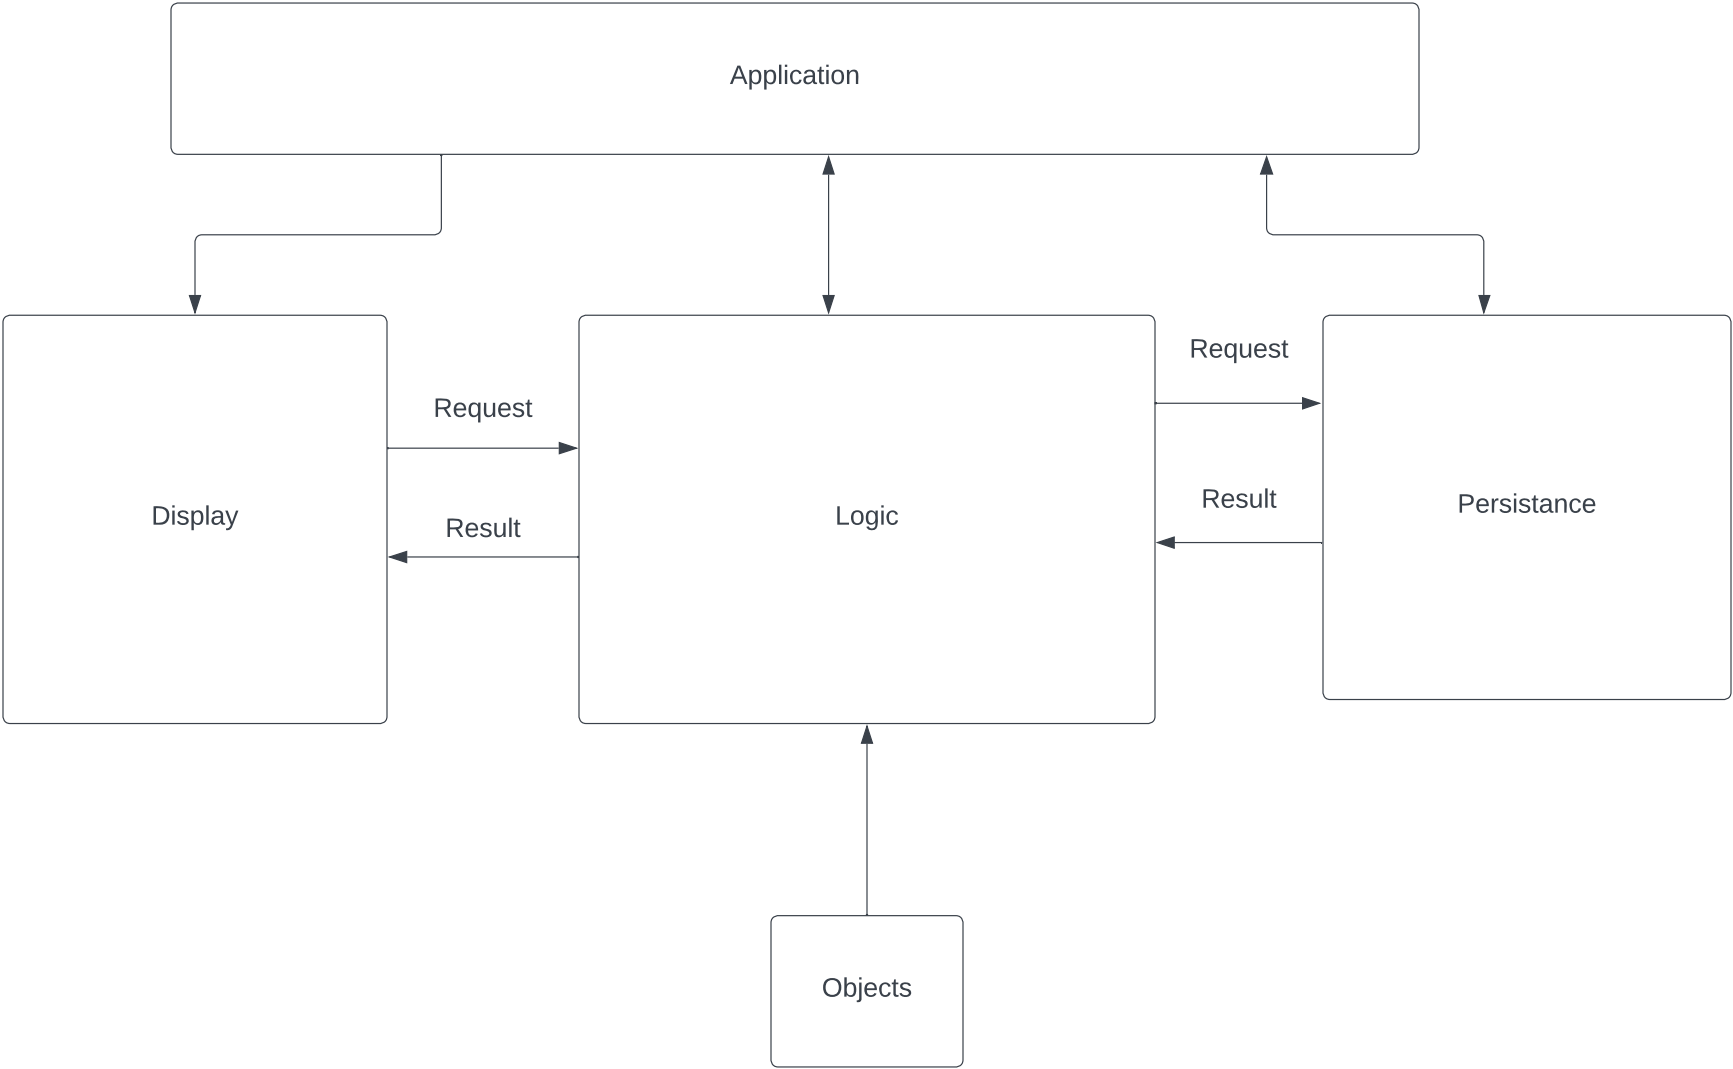 Application
Request
Request
Result
Result
Display
Logic
Persistance
Objects